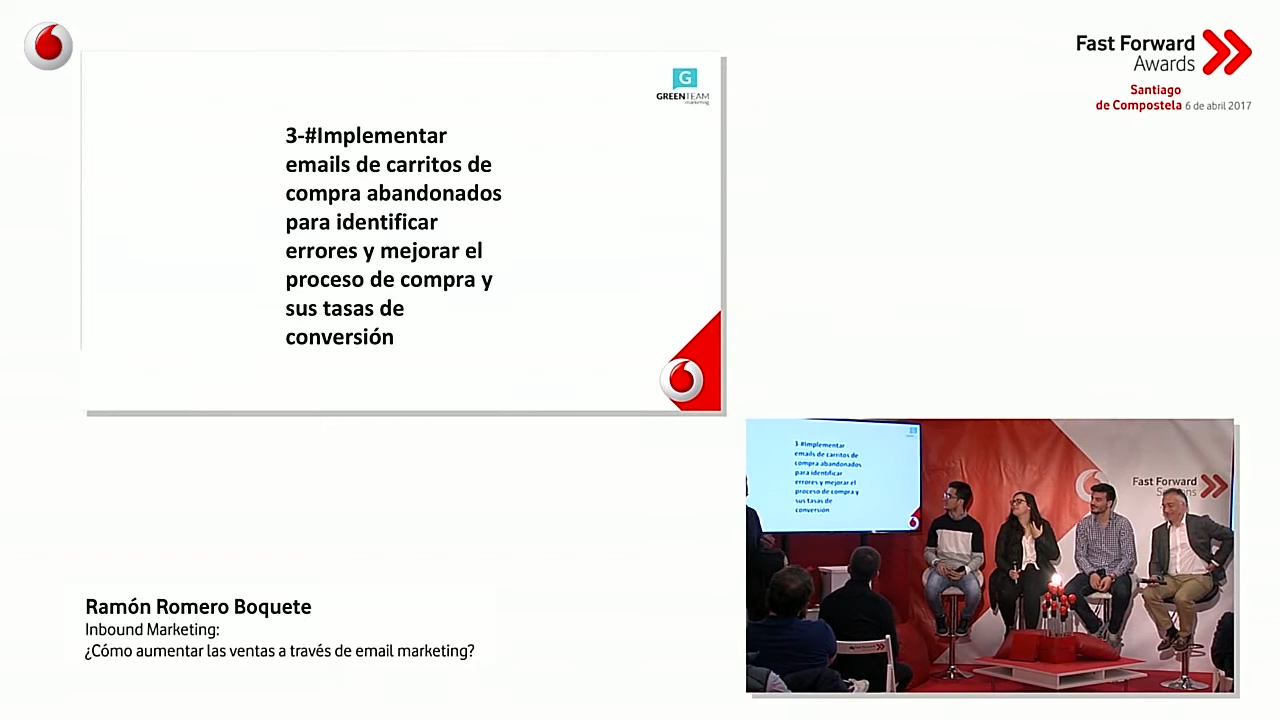 Fast Forward
Awards
Santiago
de Compostela 6 de abril 2017
G
GREENTEAM
marketing
3-#Implementar
emails de carritos de
compra abandonados
para identificar
errores y mejorar el
proceso de compra y
sus tasas de
conversión
3-#Implementar
emails de carritos de
compra abandonados
para identificar
errores y mejorar el
proceso de compra y
sus tasas de
conversión
Fast Forward
Ramón Romero Boquete
Inbound Marketing:
¿Cómo aumentar las ventas a través de email marketing?